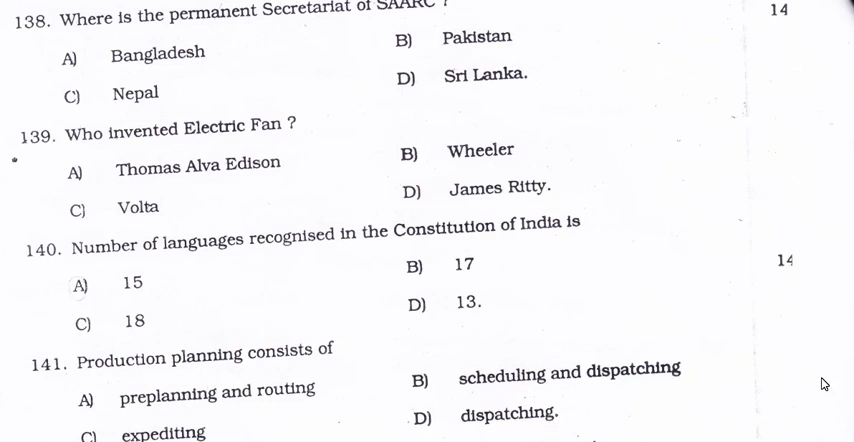 138. Where is the permanent Secretariat of SAARC ?
14
A) Bangladesh
B) Pakistan
C) Nepal
D) Sri Lanka.
139. Who invented Electric Fan ?
A) Thomas Alva Edison
B) Wheeler
C) Volta
D) James Ritty.
140. Number of languages recognised in the Constitution of India is
A) 15
B) 17
14
C) 18
D) 13.
141. Production planning consists of
A) preplanning and routing
B) scheduling and dispatching
C) expediting
D) dispatching.